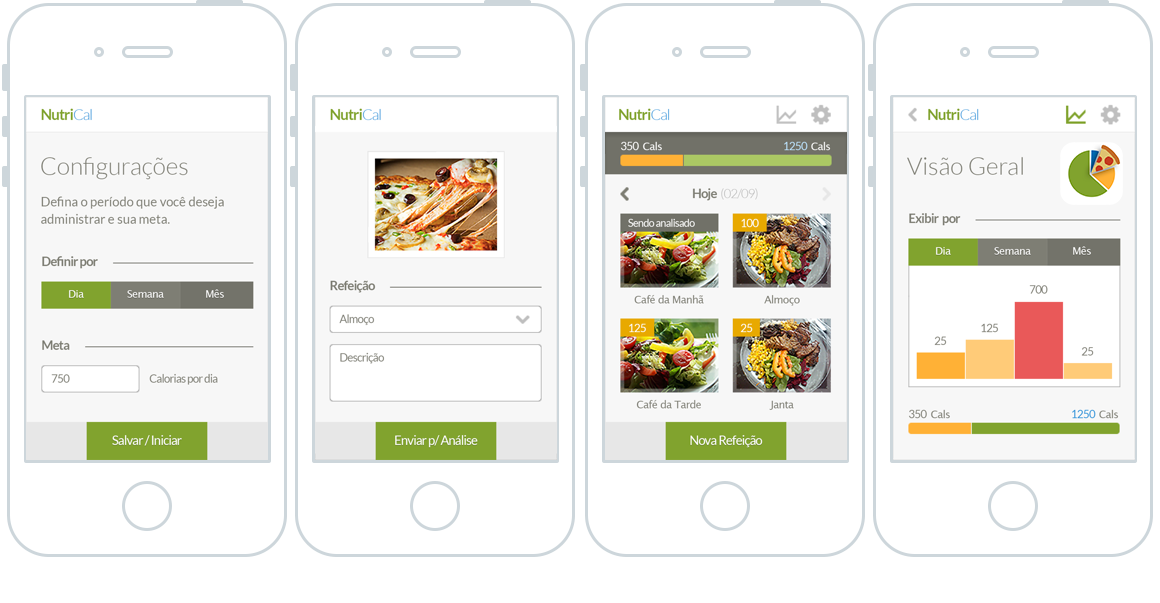 NutriCal
Configurações
Defina o período que você deseja
administrar e sua meta.
Definir por
Dia Semana Mês
Meta
750 Calorias por dia
Salvar / Iniciar
NutriCal
Refeição
Almoço
Descrição
Enviar p/ Análise
NutriCal
350 Cals 1250 Cals
Hoje (02/09)
Sendo analisado 100
Café da Manhã Almoço
125 25
Café da Tarde Janta
Nova Refeição
NutriCal
Visão Geral
Exibir por
Dia Semana Mês
700
125
25
25
350 Cals 1250 Cals